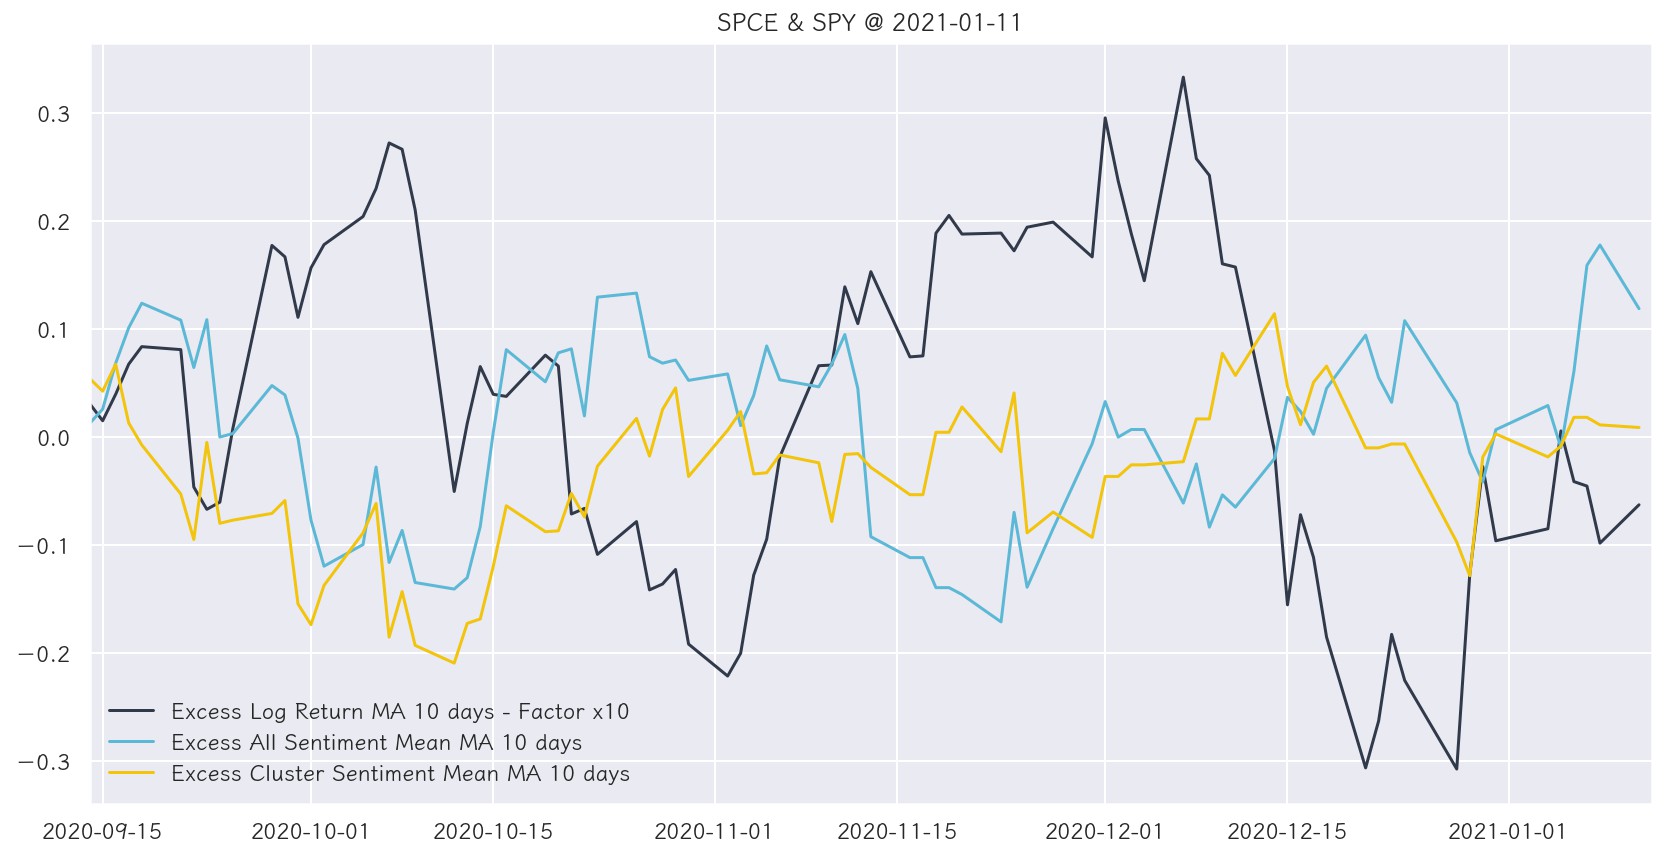 SPCE & SPY @ 2021-01-11
0.3
0.2
0.1
0.0
−0.1
−0.2
−0.3
Excess Log Return MA 10 days - Factor x10
Excess All Sentiment Mean MA 10 days
Excess Cluster Sentiment Mean MA 10 days
2020-09-15 2020-10-01 2020-10-15 2020-11-01 2020-11-15 2020-12-01 2020-12-15 2021-01-01